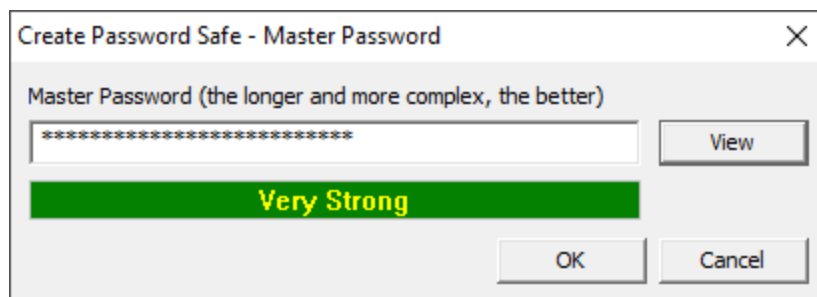 Create Password Safe - Master Password
Master Password (the longer and more complex, the better)
**************************
View
Very Strong
OK
Cancel